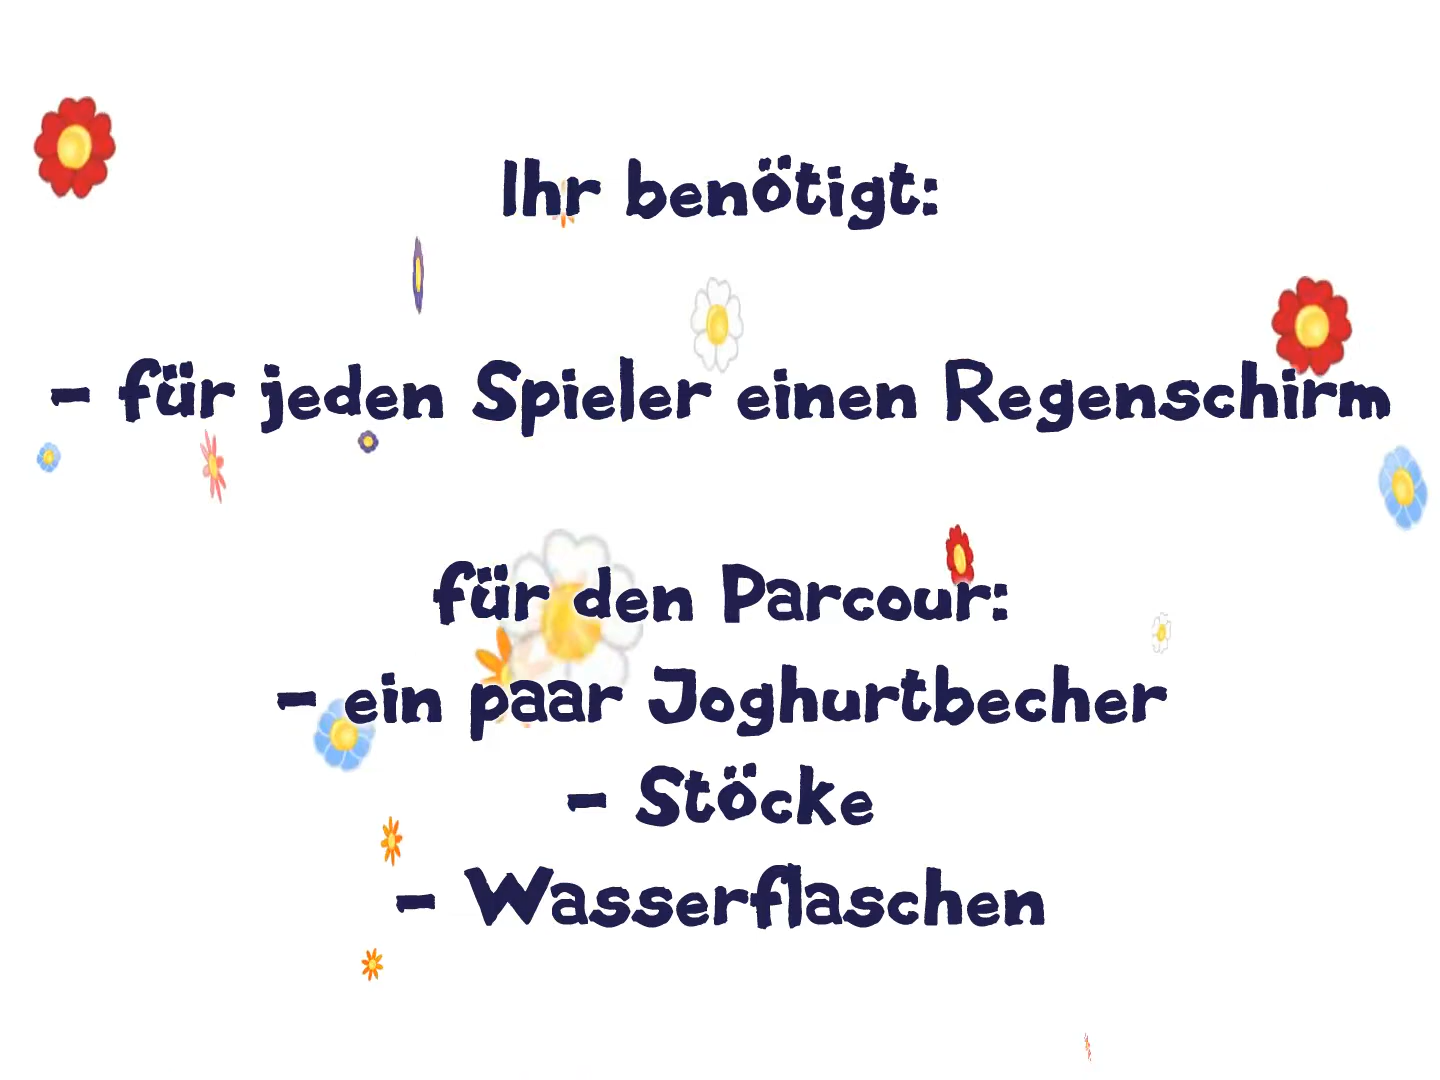 Ihr benötigt:
- für jeden Spieler einen Regenschirm
für den Parcour:
- ein paar Joghurtbecher
- Stöcke
- Wasserflaschen